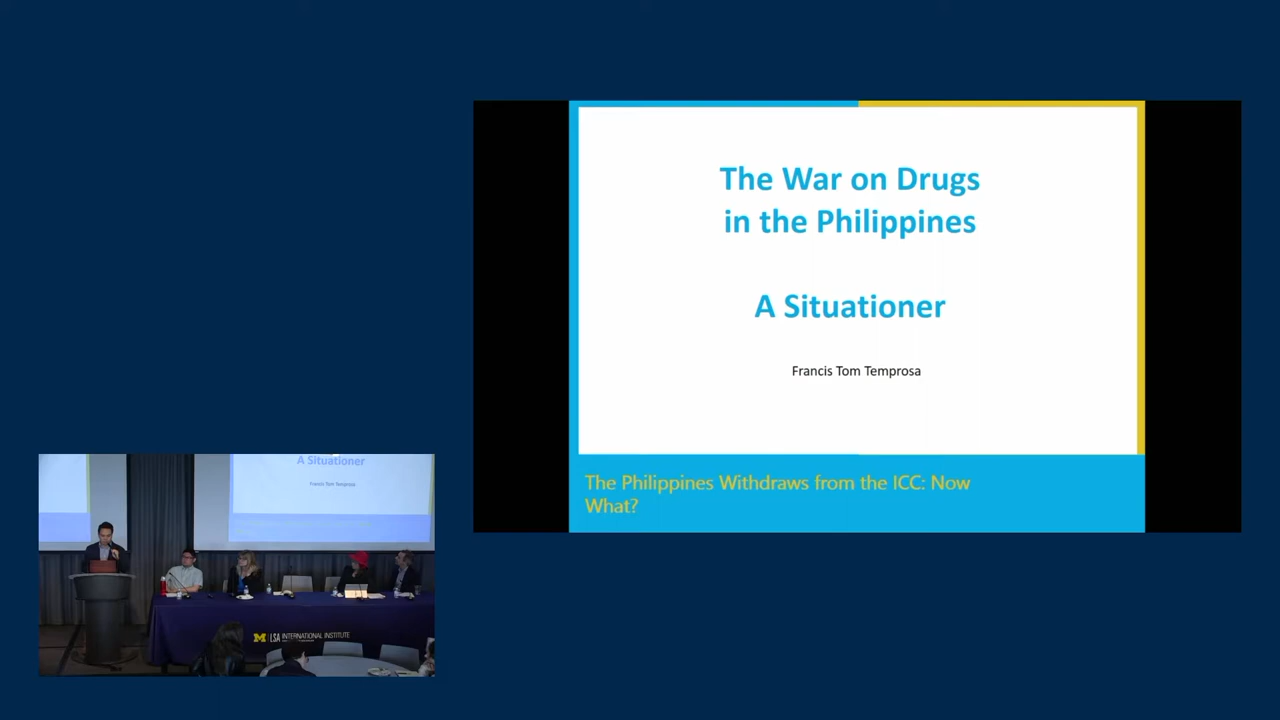 The War on Drugs
in the Philippines
A Situationer
Francis Tom Temprosa
The Philippines Withdraws from the ICC: Now
What?
A Situationer
Francis Tom Temprosa
M LSA INTERNATIONAL INSTITUTE